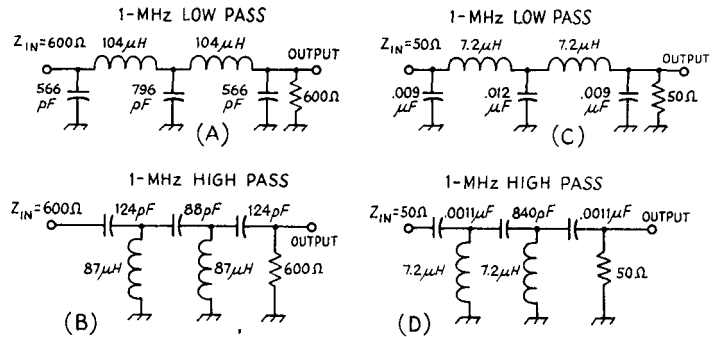 1-MHz LOW PASS
Z_IN=600Ω
104μH
104μH
OUTPUT
566
pF
796
pF
566
pF
600Ω
(A)
1-MHz LOW PASS
Z_IN=50Ω
7.2μH
7.2μH
OUTPUT
.009
μF
.012
μF
.009
μF
50Ω
(C)
1-MHz HIGH PASS
Z_IN=600Ω
124pF
88pF
124pF
OUTPUT
87μH
87μH
600Ω
(B)
1-MHz HIGH PASS
Z_IN=50Ω
.0011μF
840pF
.0011μF
OUTPUT
7.2μH
7.2μH
50Ω
(D)